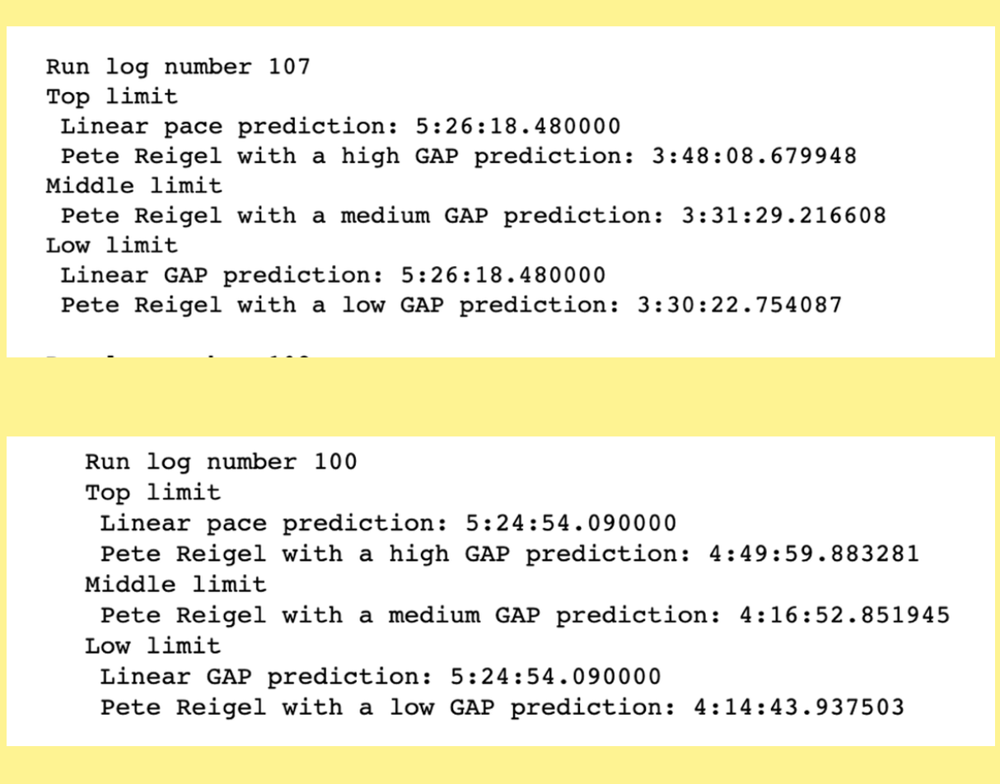 Run log number 107
Top limit
Linear pace prediction: 5:26:18.480000
Pete Reigel with a high GAP prediction: 3:48:08.679948
Middle limit
Pete Reigel with a medium GAP prediction: 3:31:29.216608
Low limit
Linear GAP prediction: 5:26:18.480000
Pete Reigel with a low GAP prediction: 3:30:22.754087
Run log number 100
Top limit
Linear pace prediction: 5:24:54.090000
Pete Reigel with a high GAP prediction: 4:49:59.883281
Middle limit
Pete Reigel with a medium GAP prediction: 4:16:52.851945
Low limit
Linear GAP prediction: 5:24:54.090000
Pete Reigel with a low GAP prediction: 4:14:43.937503